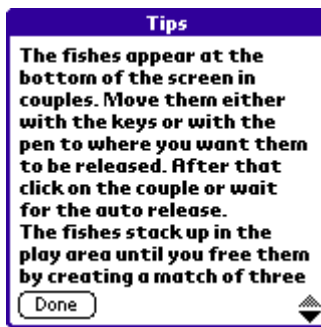 Tips
The fishes appear at the
bottom of the screen in
couples. Move them either
with the keys or with the
pen to where you want them
to be released. After that
click on the couple or wait
for the auto release.
The fishes stack up in the
play area until you free them
by creating a match of three
Done